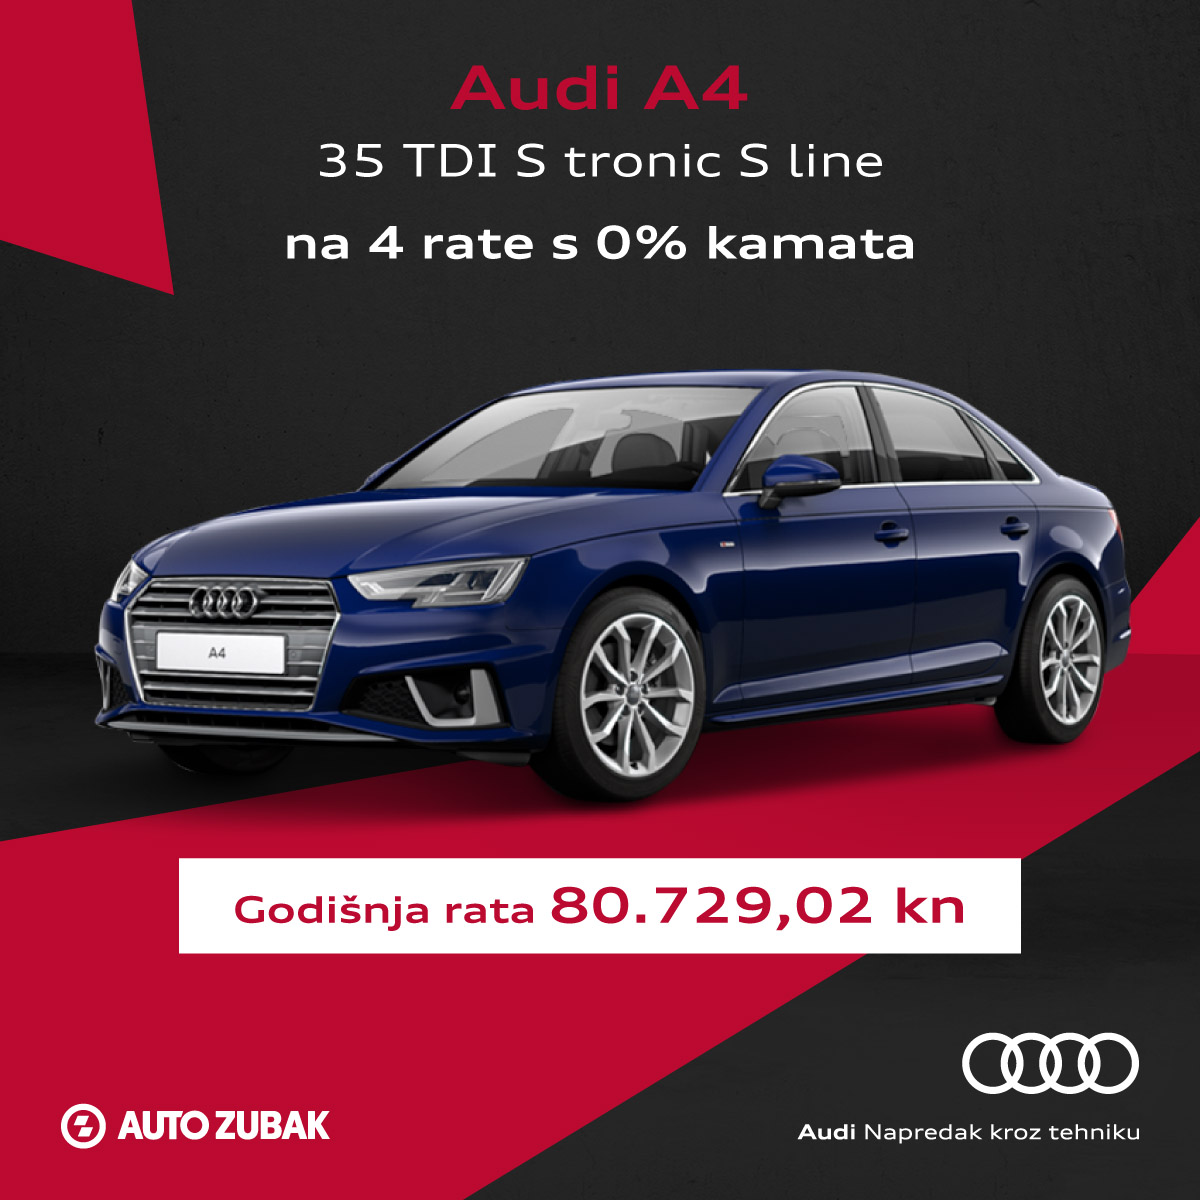 Audi A4
35 TDI S tronic S line
na 4 rate s 0% kamata
A4
Godišnja rata 80.729,02 kn
AUTO ZUBAK
Audi Napredak kroz tehniku